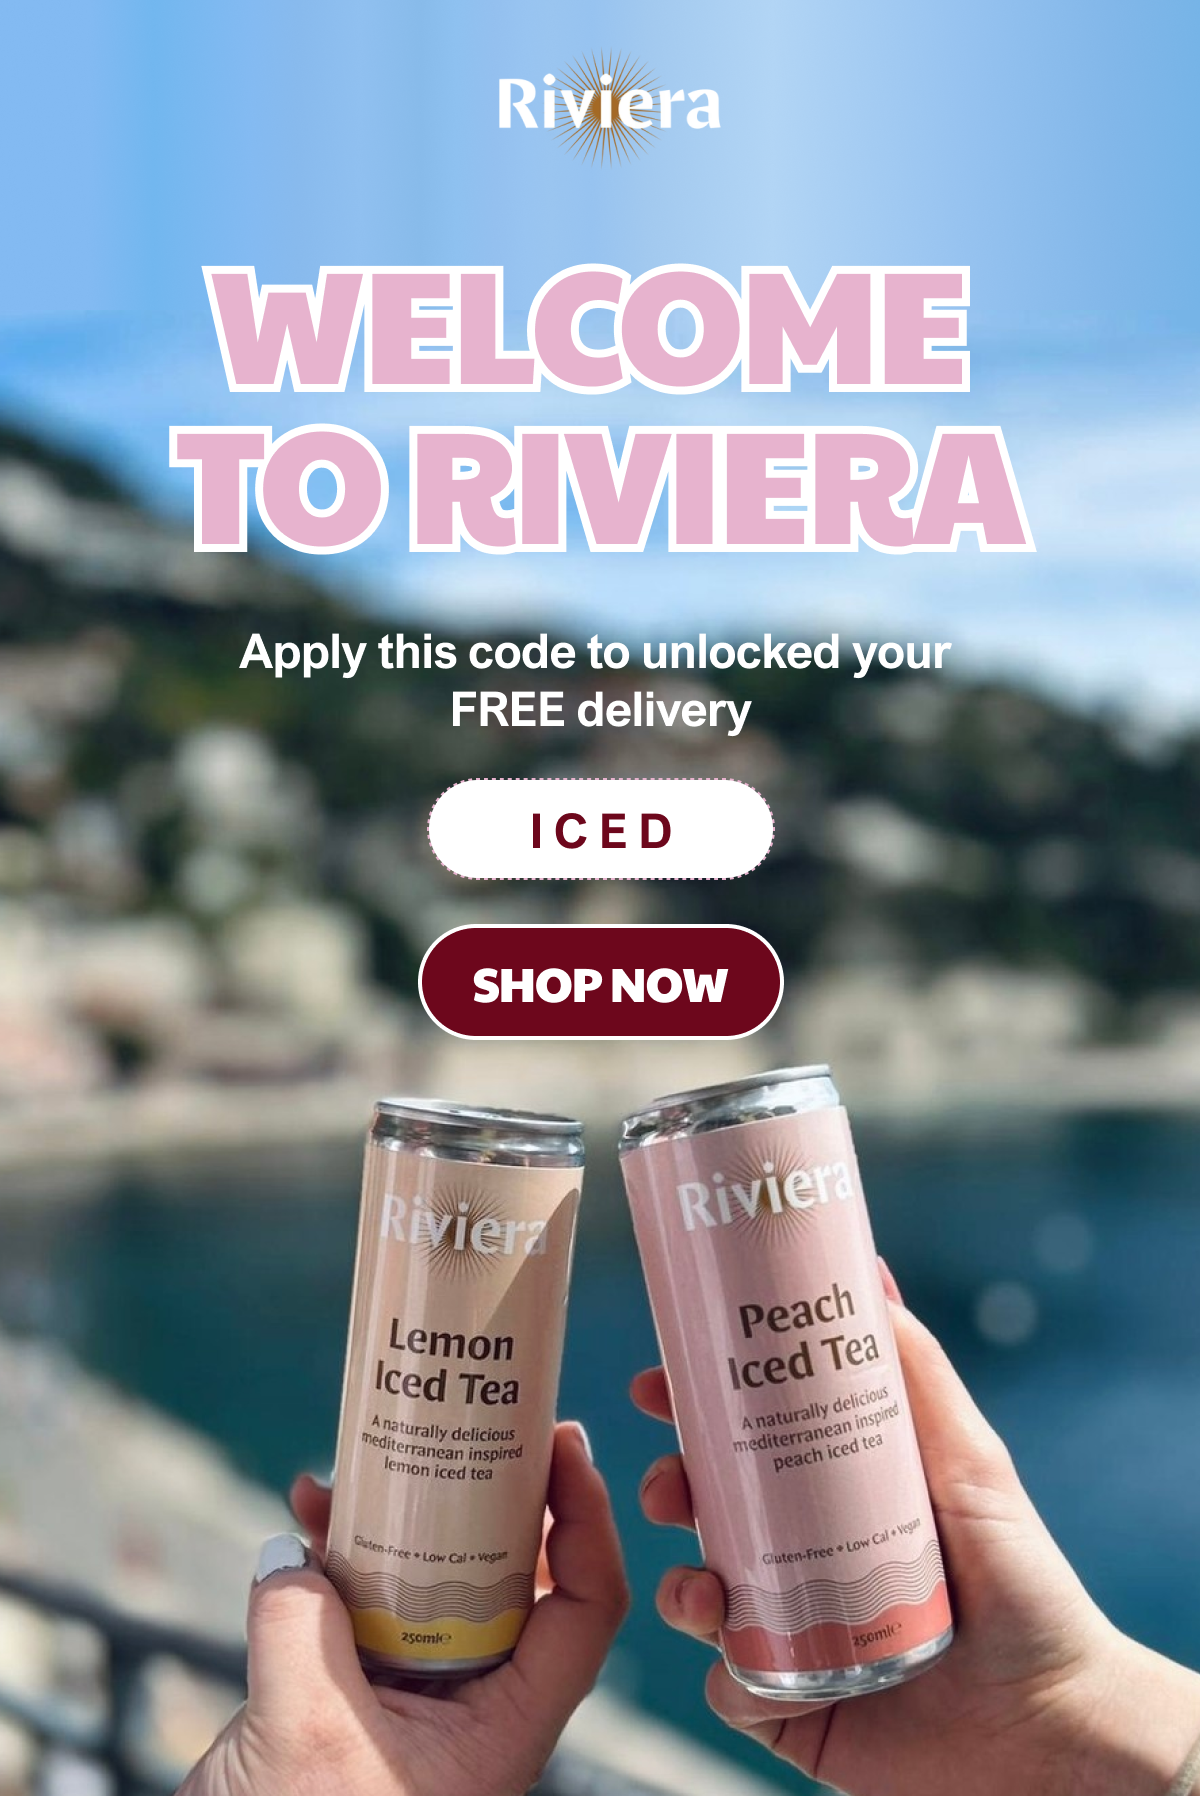 Riviera
WELCOME
TO RIVIERA
Apply this code to unlocked your
FREE delivery
ICED
SHOP NOW
Riviera
Lemon
Iced Tea
A naturally delicious
mediterranean inspired
lemon iced tea
Gluten-Free • Low Cal • Vegan
250ml℮
Riviera
Peach
Iced Tea
A naturally delicious
mediterranean inspired
peach iced tea
Gluten-Free • Low Cal • Vegan
250ml℮